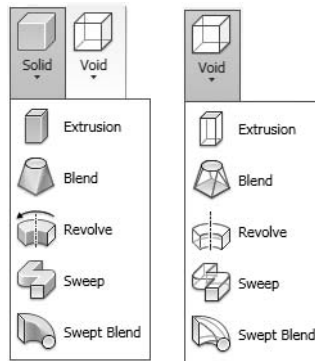 Solid
Void
Extrusion
Blend
Revolve
Sweep
Swept Blend
Void
Extrusion
Blend
Revolve
Sweep
Swept Blend